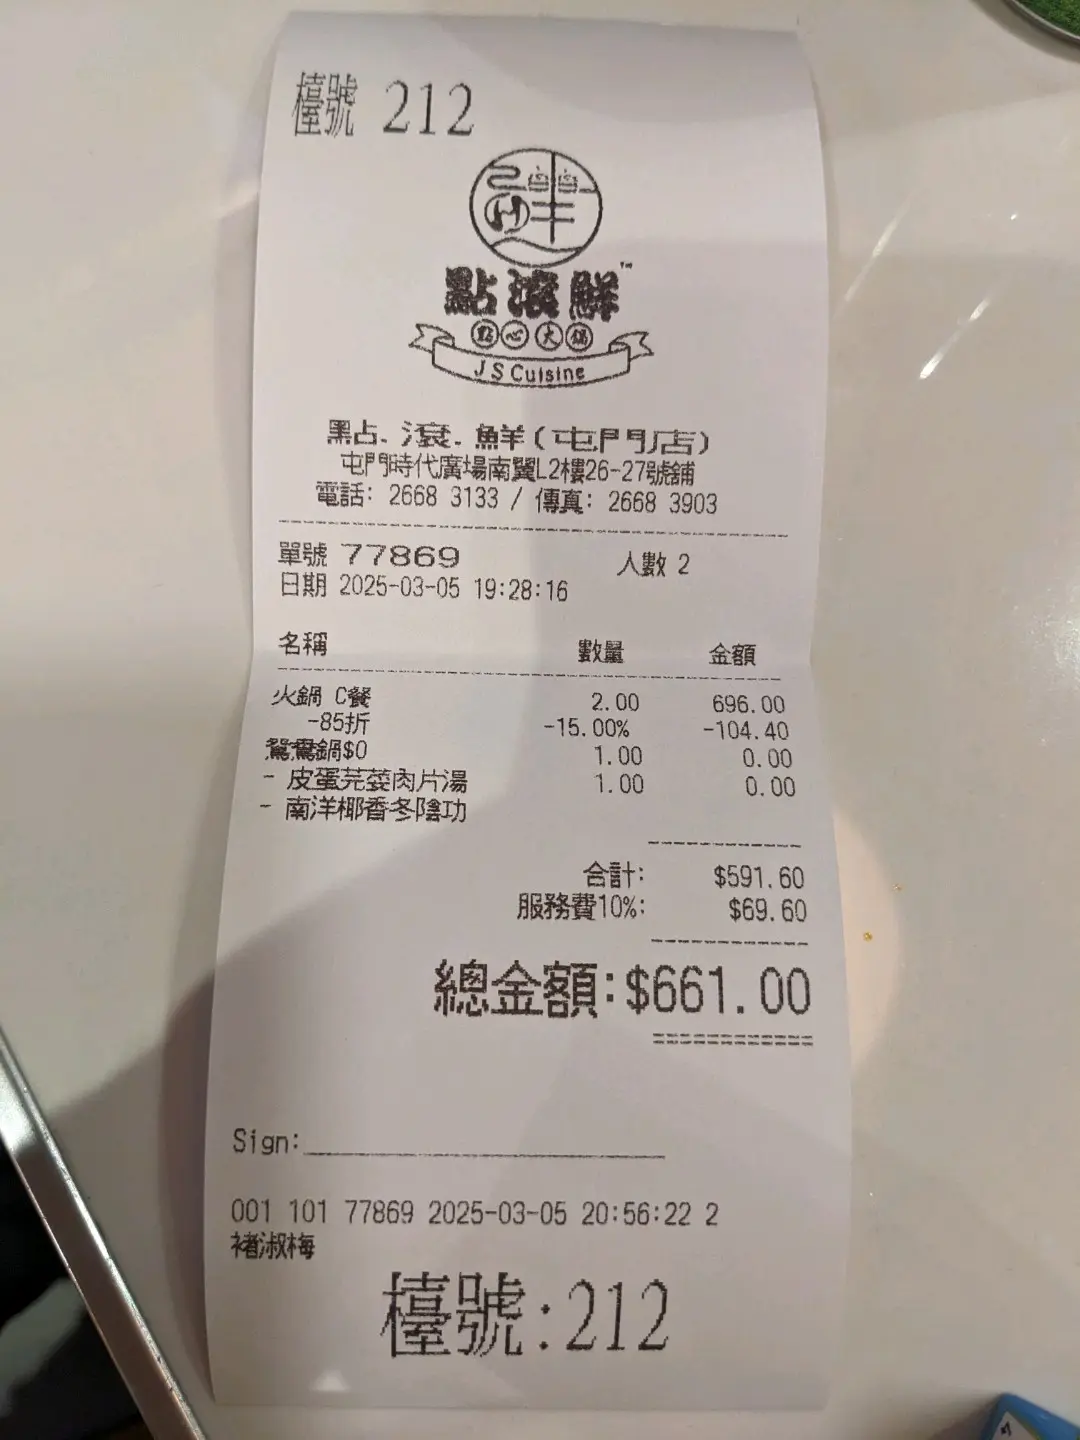 檯號 212
點滾鮮™
點心火鍋
J S Cuisine
點.滾.鮮(屯門店)
屯門時代廣場南翼L2樓26-27號舖
電話: 2668 3133 / 傳真: 2668 3903
單號 77869 人數 2
日期 2025-03-05 19:28:16
名稱 數量 金額
火鍋 C餐 2.00 696.00
-85折 -15.00% -104.40
鴛鴦鍋$0 1.00 0.00
- 皮蛋芫荽肉片湯 1.00 0.00
- 南洋椰香冬陰功
合計: $591.60
服務費10%: $69.60
總金額:$661.00
Sign:
001 101 77869 2025-03-05 20:56:22 2
褚淑梅
檯號:212